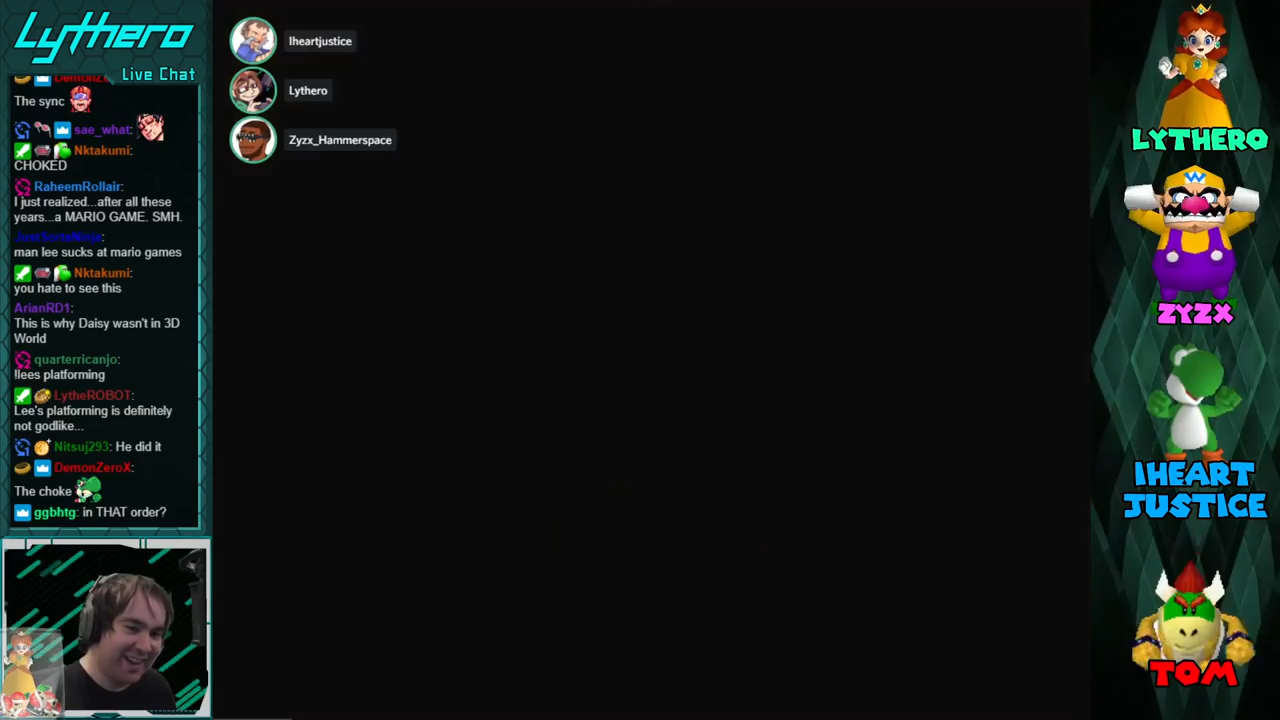 Lythero
Live Chat
The sync
sae_what:
Nktakumi:
CHOKED
RaheemRollair:
I just realized...after all these
years...a MARIO GAME. SMH.
man lee sucks at mario games
Nktakumi:
you hate to see this
ArianRD1:
This is why Daisy wasn't in 3D
World
quarterricanjo:
!lees platforming
LytheROBOT:
Lee's platforming is definitely
not godlike...
Nitsuj293: He did it
DemonZeroX:
The choke
ggbhtg: in THAT order?
Iheartjustice
Lythero
Zyzx_Hammerspace
LYTHERO
ZYZX
IHEART
JUSTICE
TOM